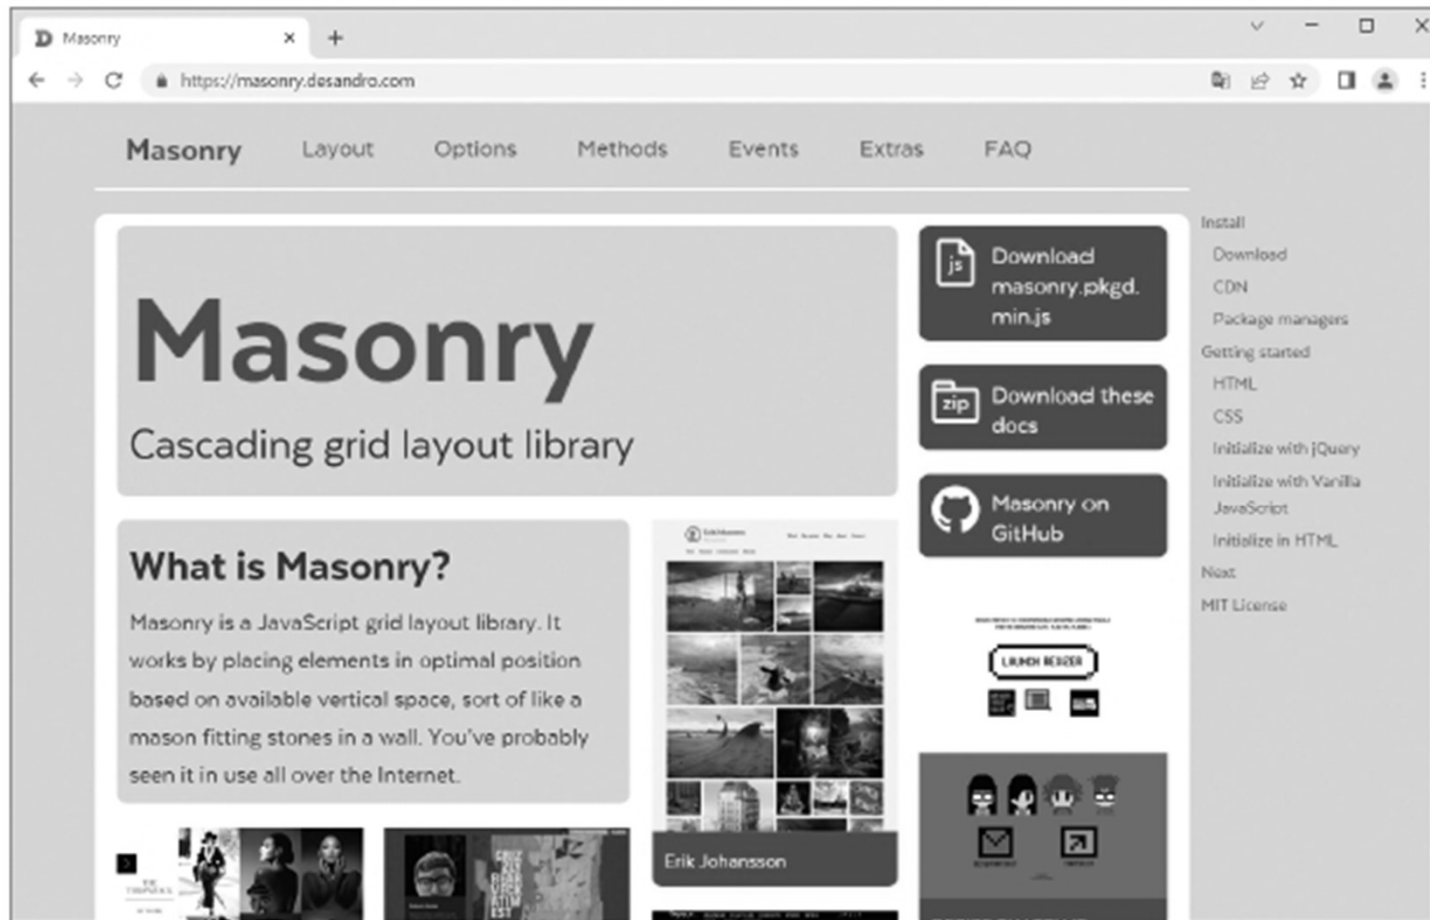 Masonry
https://masonry.desandro.com
Masonry Layout Options Methods Events Extras FAQ
Masonry
Cascading grid layout library
What is Masonry?
Masonry is a JavaScript grid layout library. It
works by placing elements in optimal position
based on available vertical space, sort of like a
mason fitting stones in a wall. You've probably
seen it in use all over the Internet.
Erik Johansson
js
Download
masonry.pkgd.
min.js
zip
Download these
docs
Masonry on
GitHub
LAUNCH RESIZER
Install
Download
CDN
Package managers
Getting started
HTML
CSS
Initialize with jQuery
Initialize with Vanilla
JavaScript
Initialize in HTML
Next
MIT License